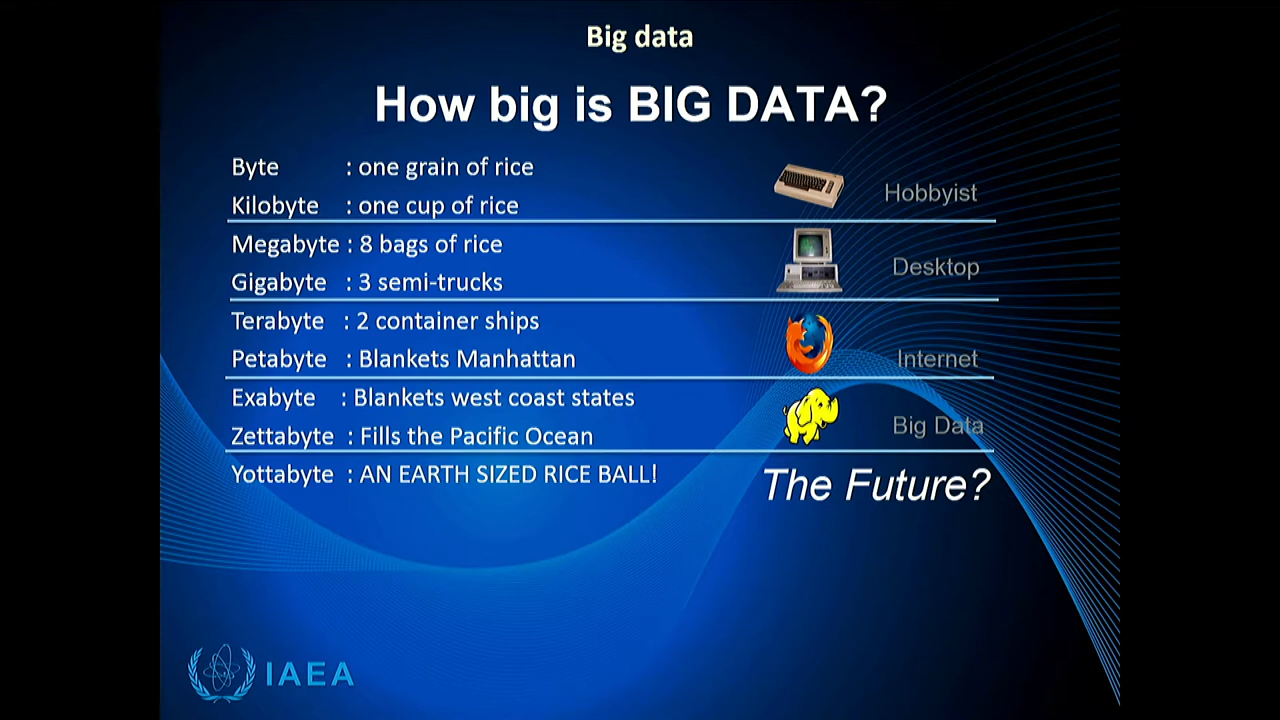 Big data
How big is BIG DATA?
Byte : one grain of rice
Kilobyte : one cup of rice
Hobbyist
Megabyte : 8 bags of rice
Gigabyte : 3 semi-trucks
Desktop
Terabyte : 2 container ships
Petabyte : Blankets Manhattan
Internet
Exabyte : Blankets west coast states
Zettabyte : Fills the Pacific Ocean
Big Data
Yottabyte : AN EARTH SIZED RICE BALL!
The Future?
IAEA